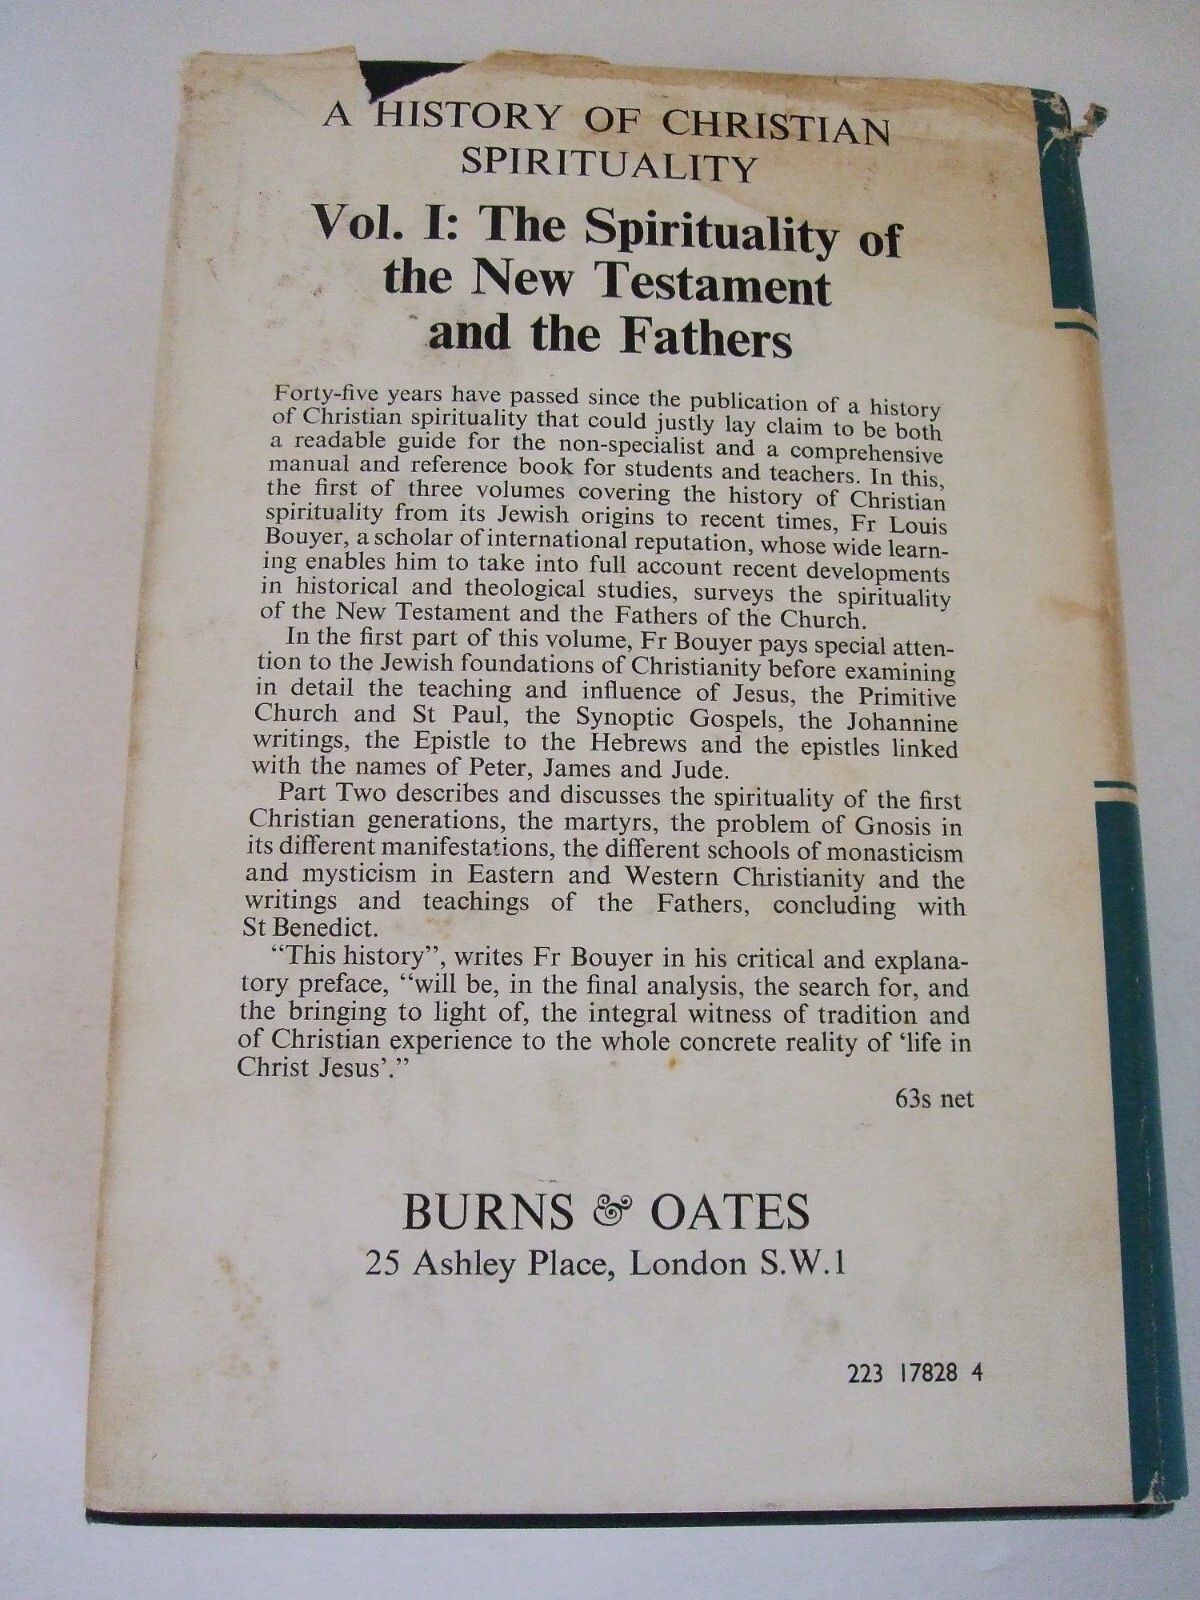 A HISTORY OF CHRISTIAN
SPIRITUALITY
Vol. I: The Spirituality of
the New Testament
and the Fathers
Forty-five years have passed since the publication of a history
of Christian spirituality that could justly lay claim to be both
a readable guide for the non-specialist and a comprehensive
manual and reference book for students and teachers. In this,
the first of three volumes covering the history of Christian
spirituality from its Jewish origins to recent times, Fr Louis
Bouyer, a scholar of international reputation, whose wide learn-
ing enables him to take into full account recent developments
in historical and theological studies, surveys the spirituality
of the New Testament and the Fathers of the Church.
In the first part of this volume, Fr Bouyer pays special atten-
tion to the Jewish foundations of Christianity before examining
in detail the teaching and influence of Jesus, the Primitive
Church and St Paul, the Synoptic Gospels, the Johannine
writings, the Epistle to the Hebrews and the epistles linked
with the names of Peter, James and Jude.
Part Two describes and discusses the spirituality of the first
Christian generations, the martyrs, the problem of Gnosis in
its different manifestations, the different schools of monasticism
and mysticism in Eastern and Western Christianity and the
writings and teachings of the Fathers, concluding with
St Benedict.
“This history”, writes Fr Bouyer in his critical and explana-
tory preface, “will be, in the final analysis, the search for, and
the bringing to light of, the integral witness of tradition and
of Christian experience to the whole concrete reality of ‘life in
Christ Jesus’.”
63s net
BURNS & OATES
25 Ashley Place, London S.W.1
223 17828 4